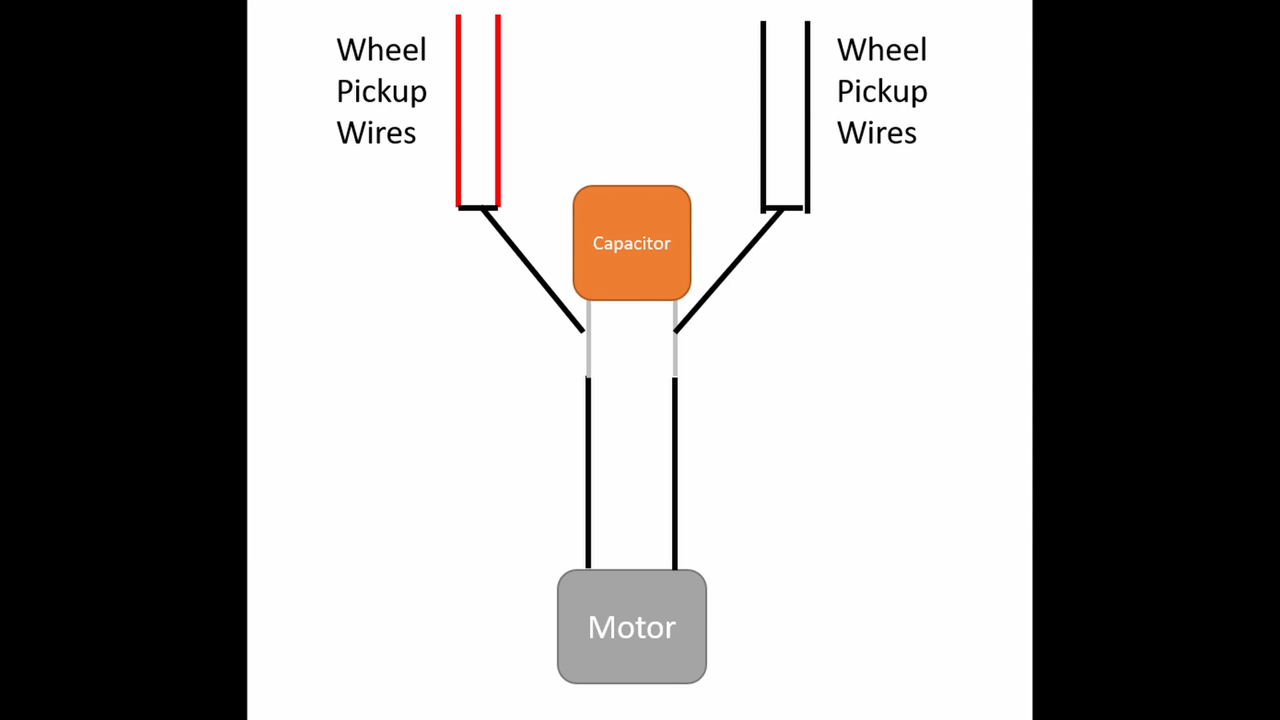 Wheel
Pickup
Wires
Wheel
Pickup
Wires
Capacitor
Motor